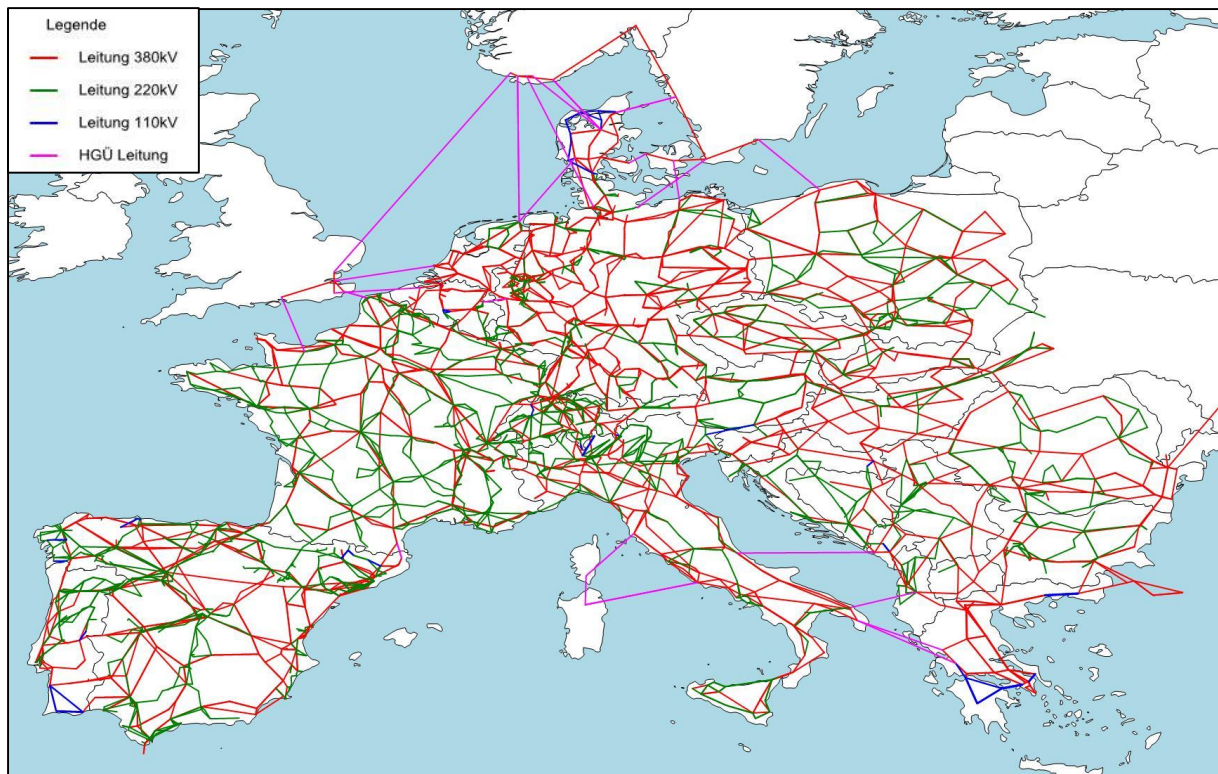 Legende
Leitung 380kV
Leitung 220kV
Leitung 110kV
HGÜ Leitung